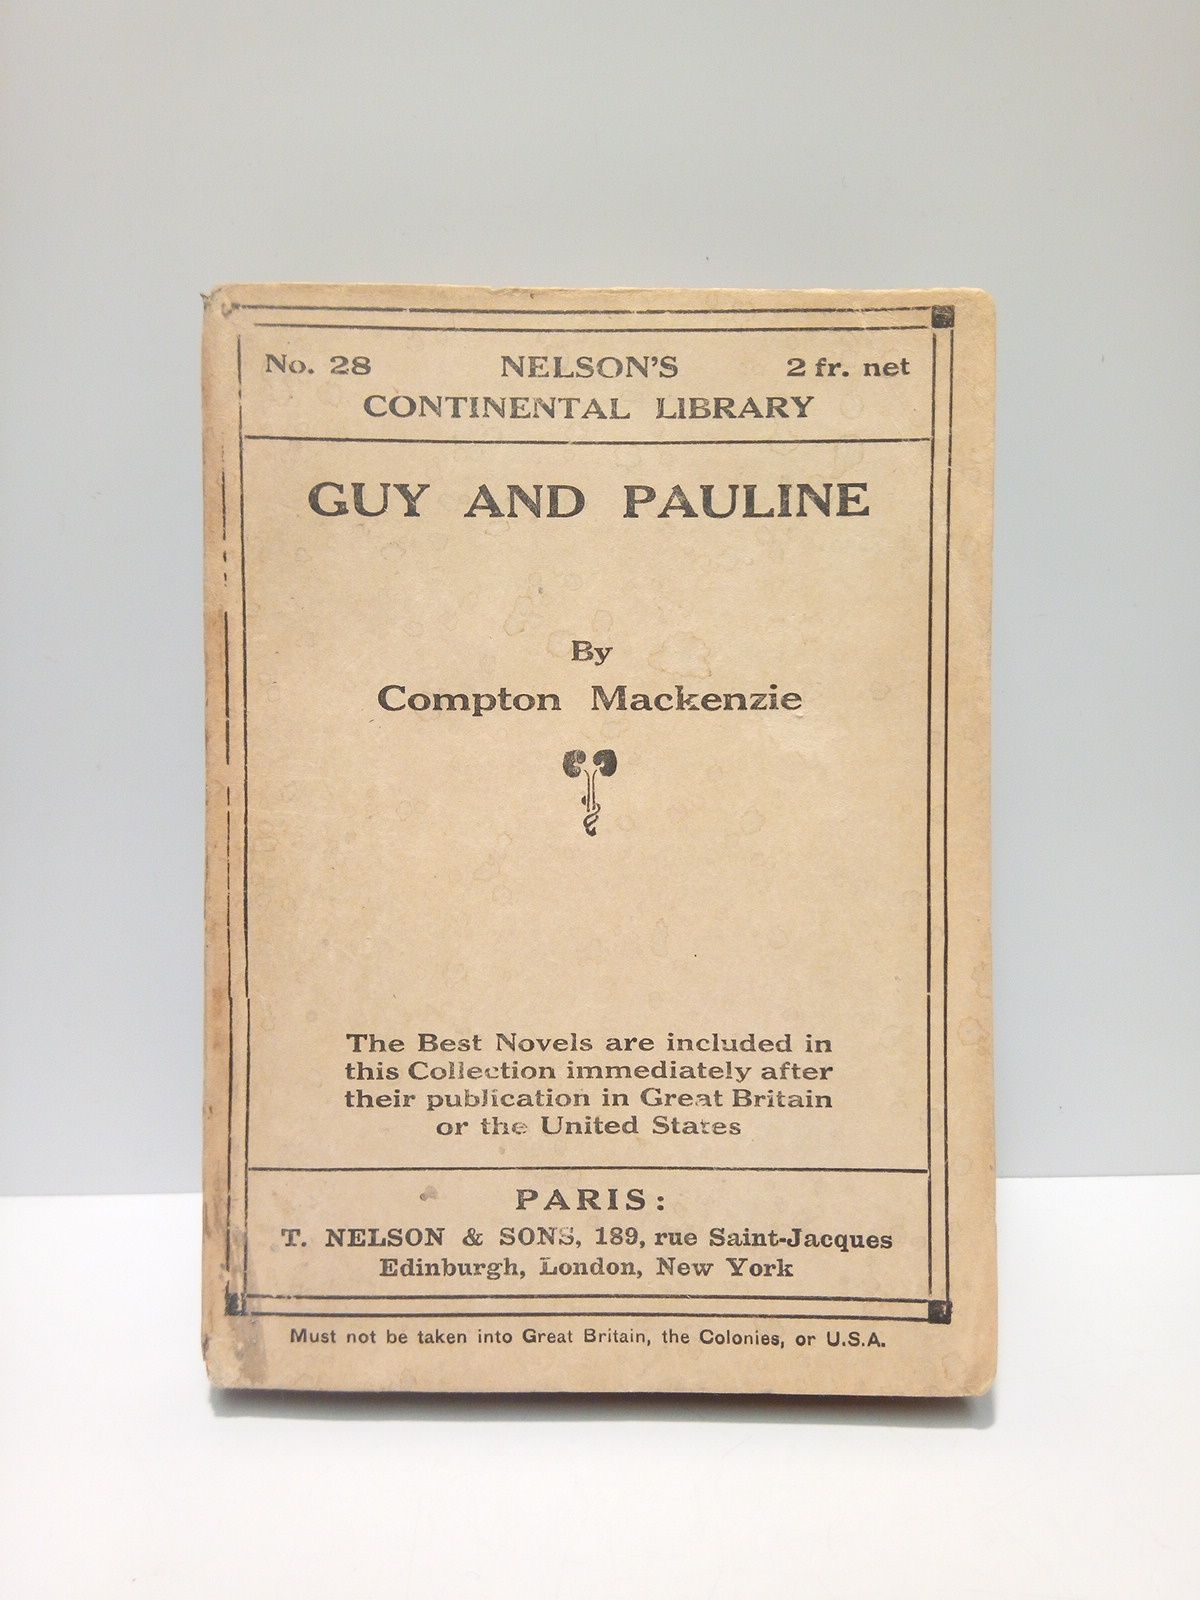 No. 28 NELSON'S 2 fr. net
CONTINENTAL LIBRARY
GUY AND PAULINE
By
Compton Mackenzie
The Best Novels are included in
this Collection immediately after
their publication in Great Britain
or the United States
PARIS:
T. NELSON & SONS, 189, rue Saint-Jacques
Edinburgh, London, New York
Must not be taken into Great Britain, the Colonies, or U.S.A.